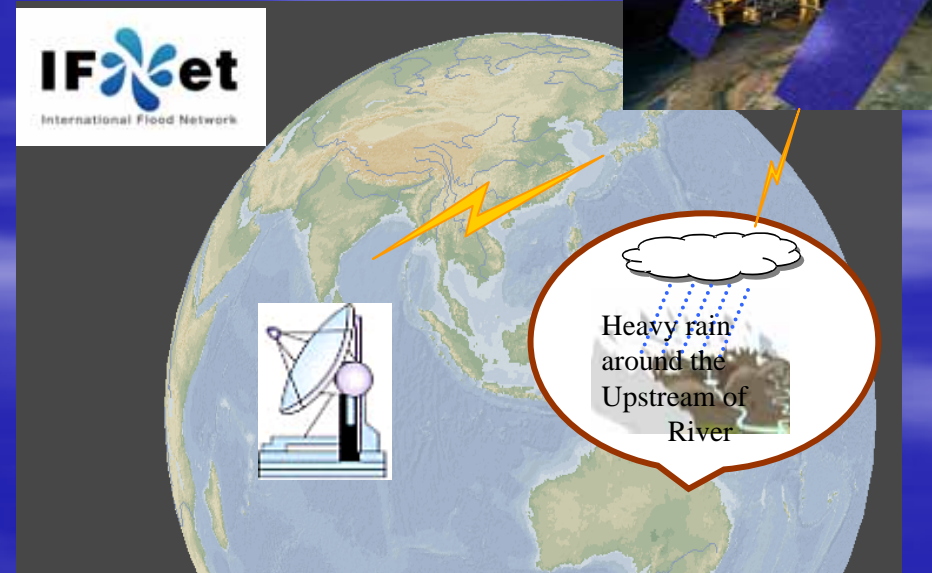 IFNet
International Flood Network
Heavy rain
around the
Upstream of
River